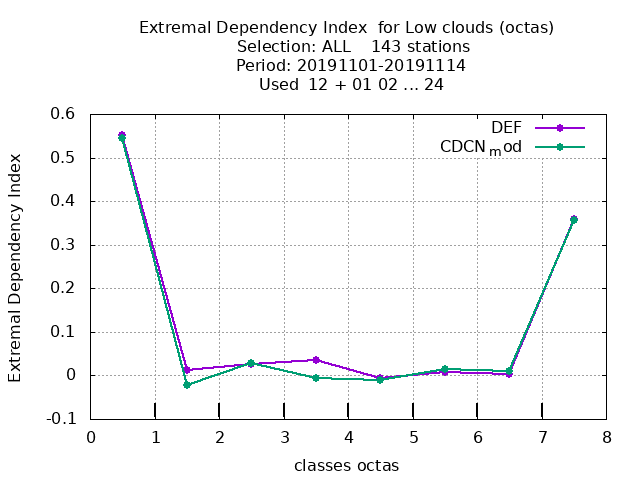 Extremal Dependency Index  for Low clouds (octas)
Selection: ALL    143 stations
Period: 20191101-20191114
Used  12 + 01 02 ... 24
DEF
CDCNmod
0.6
0.5
0.4
0.3
0.2
0.1
0
-0.1
Extremal Dependency Index
0 1 2 3 4 5 6 7 8
classes octas